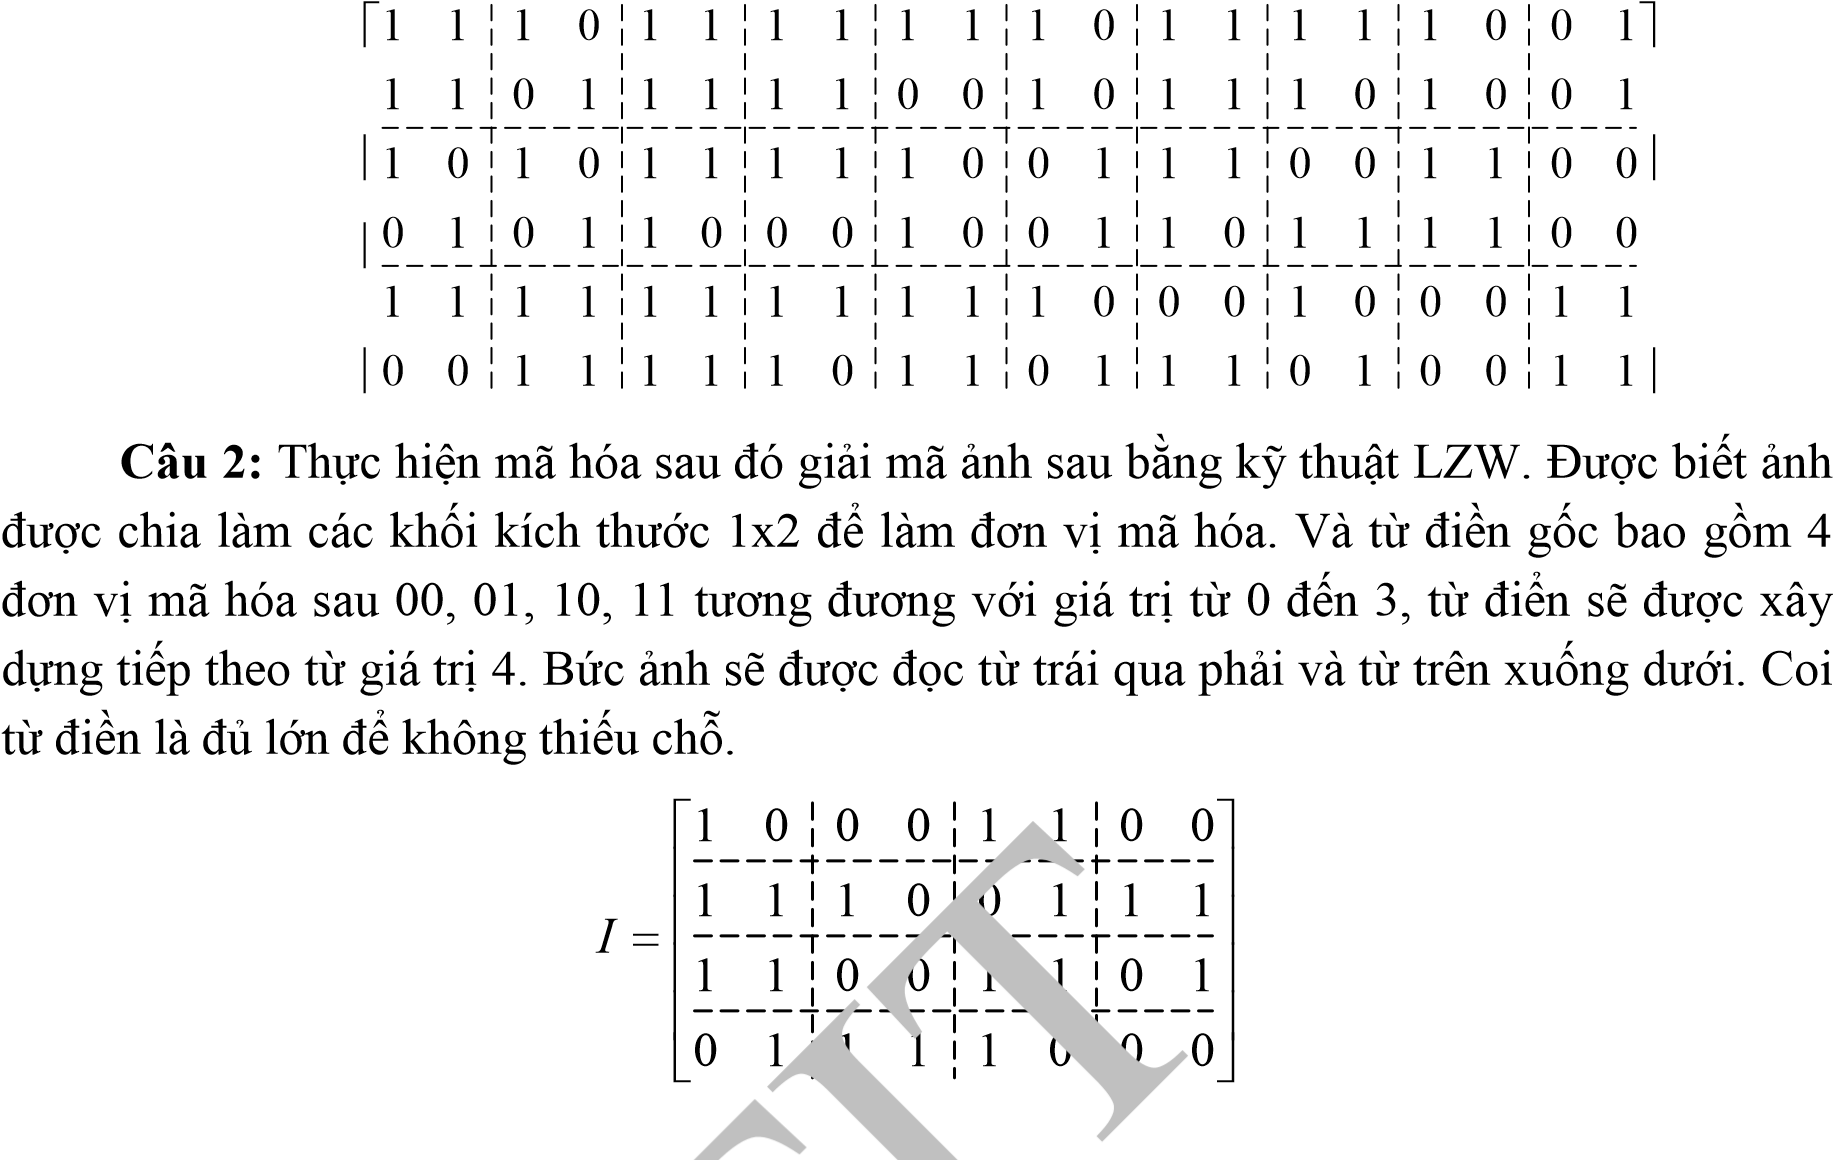 1 1 1 0 1 1 1 1 1 1 1 0 1 1 1 1 1 0 0 1
1 1 0 1 1 1 1 1 0 0 1 0 1 1 1 0 1 0 0 1
1 0 1 0 1 1 1 1 1 0 0 1 1 1 0 0 1 1 0 0
0 1 0 1 1 0 0 0 1 0 0 1 1 0 1 1 1 1 0 0
1 1 1 1 1 1 1 1 1 1 1 0 0 0 1 0 0 0 1 1
0 0 1 1 1 1 1 0 1 1 0 1 1 1 0 1 0 0 1 1
Câu 2: Thực hiện mã hóa sau đó giải mã ảnh sau bằng kỹ thuật LZW. Được biết ảnh
được chia làm các khối kích thước 1x2 để làm đơn vị mã hóa. Và từ điền gốc bao gồm 4
đơn vị mã hóa sau 00, 01, 10, 11 tương đương với giá trị từ 0 đến 3, từ điển sẽ được xây
dựng tiếp theo từ giá trị 4. Bức ảnh sẽ được đọc từ trái qua phải và từ trên xuống dưới. Coi
từ điền là đủ lớn để không thiếu chỗ.
1 0 0 0 1 1 0 0
1 1 1 0 0 1 1 1
I =
1 1 0 0 1 1 0 1
0 1 1 1 1 0 0 0